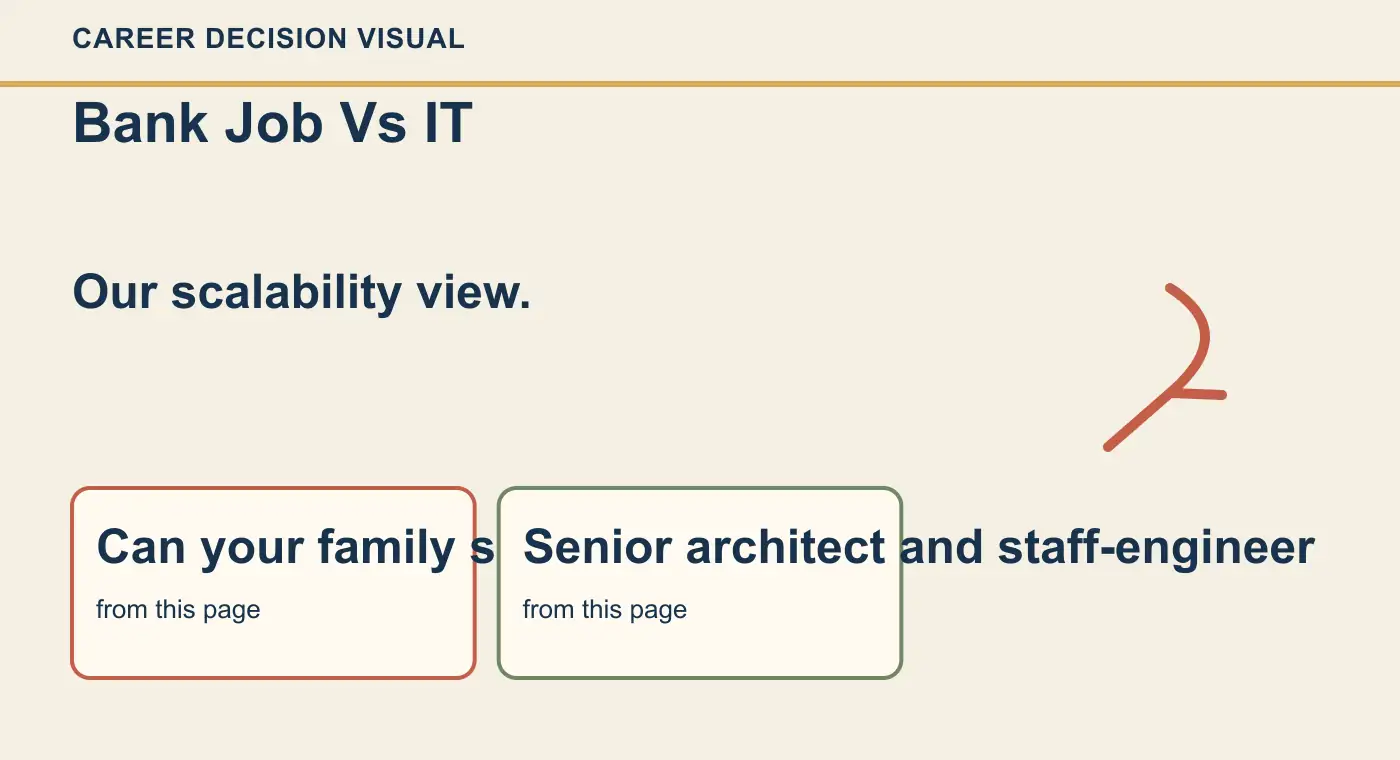 CAREER DECISION VISUAL
Bank Job Vs IT
Our scalability view.
Can your family s
from this page
Senior architect and staff-engineer
from this page